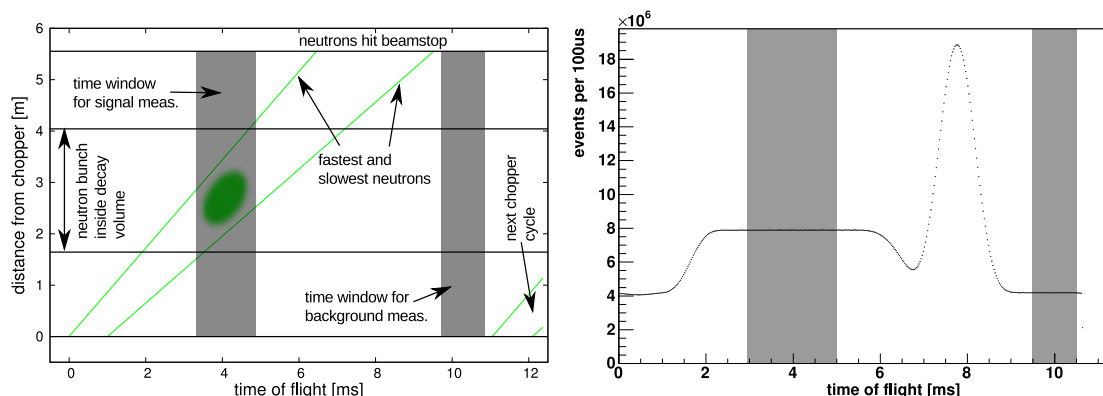 6
5
4
3
2
1
0
distance from chopper [m]
neutrons hit beamstop
time window
for signal meas.
neutron bunch
inside decay
volume
fastest and
slowest neutrons
next chopper
cycle
time window for
background meas.
0 2 4 6 8 10 12
time of flight [ms]
×10⁶
18
16
14
12
10
8
6
4
2
0
events per 100us
0 2 4 6 8 10
time of flight [ms]